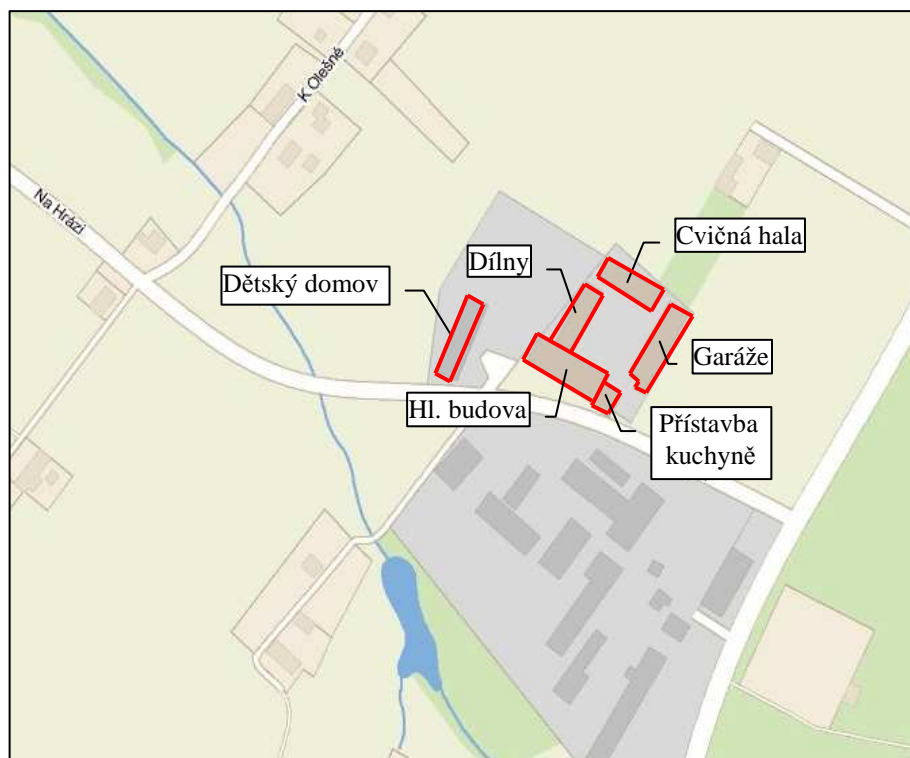 K Olešné
Na Hrázi
Cvičná hala
Dílny
Dětský domov
Garáže
Hl. budova
Přístavba
kuchyně